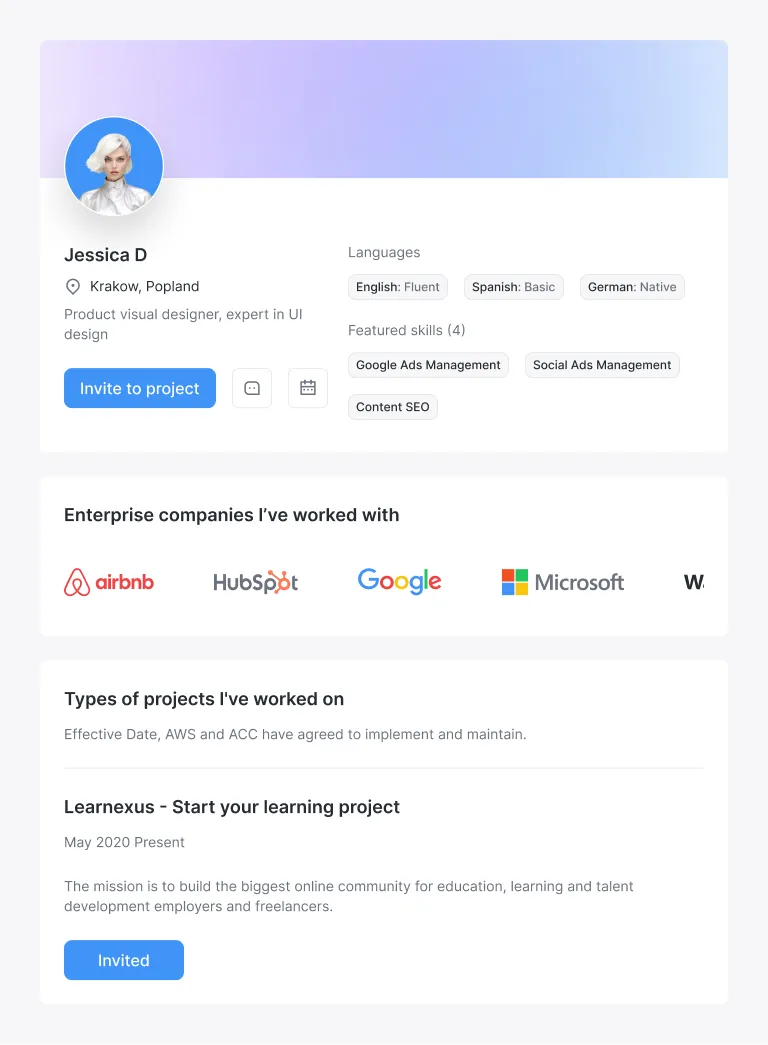 Jessica D
Krakow, Popland
Product visual designer, expert in UI
design
Invite to project
Languages
English: Fluent
Spanish: Basic
German: Native
Featured skills (4)
Google Ads Management
Social Ads Management
Content SEO
Enterprise companies I’ve worked with
airbnb
HubSpot
Google
Microsoft
W
Types of projects I've worked on
Effective Date, AWS and ACC have agreed to implement and maintain.
Learnexus - Start your learning project
May 2020 Present
The mission is to build the biggest online community for education, learning and talent
development employers and freelancers.
Invited